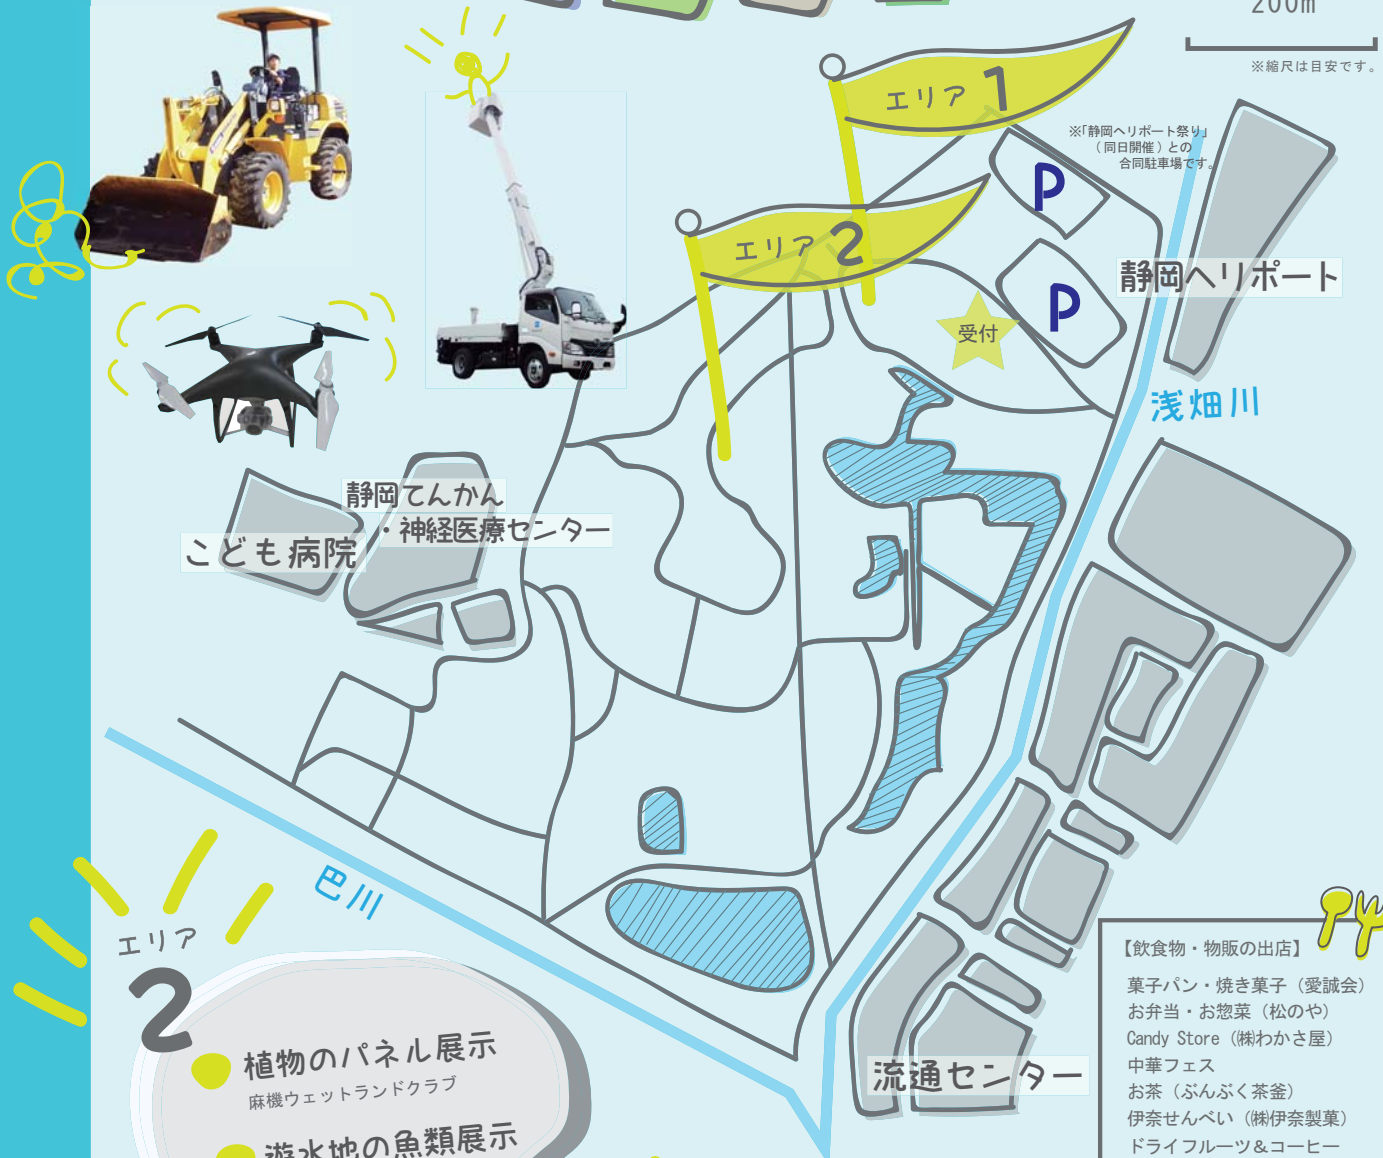 200m
※縮尺は目安です。
エリア 1
※「静岡ヘリポート祭り」
（同日開催）との
合同駐車場です。
P
エリア 2
静岡ヘリポート
P
受付
浅畑川
静岡てんかん
・神経医療センター
こども病院
巴川
エリア
2
植物のパネル展示
麻機ウェットランドクラブ
遊水地の魚類展示
流通センター
【飲食物・物販の出店】
菓子パン・焼き菓子（愛誠会）
お弁当・お惣菜（松のや）
Candy Store（㈱わかさ屋）
中華フェス
お茶（ぶんぶく茶釜）
伊奈せんべい（㈱伊奈製菓）
ドライフルーツ＆コーヒー